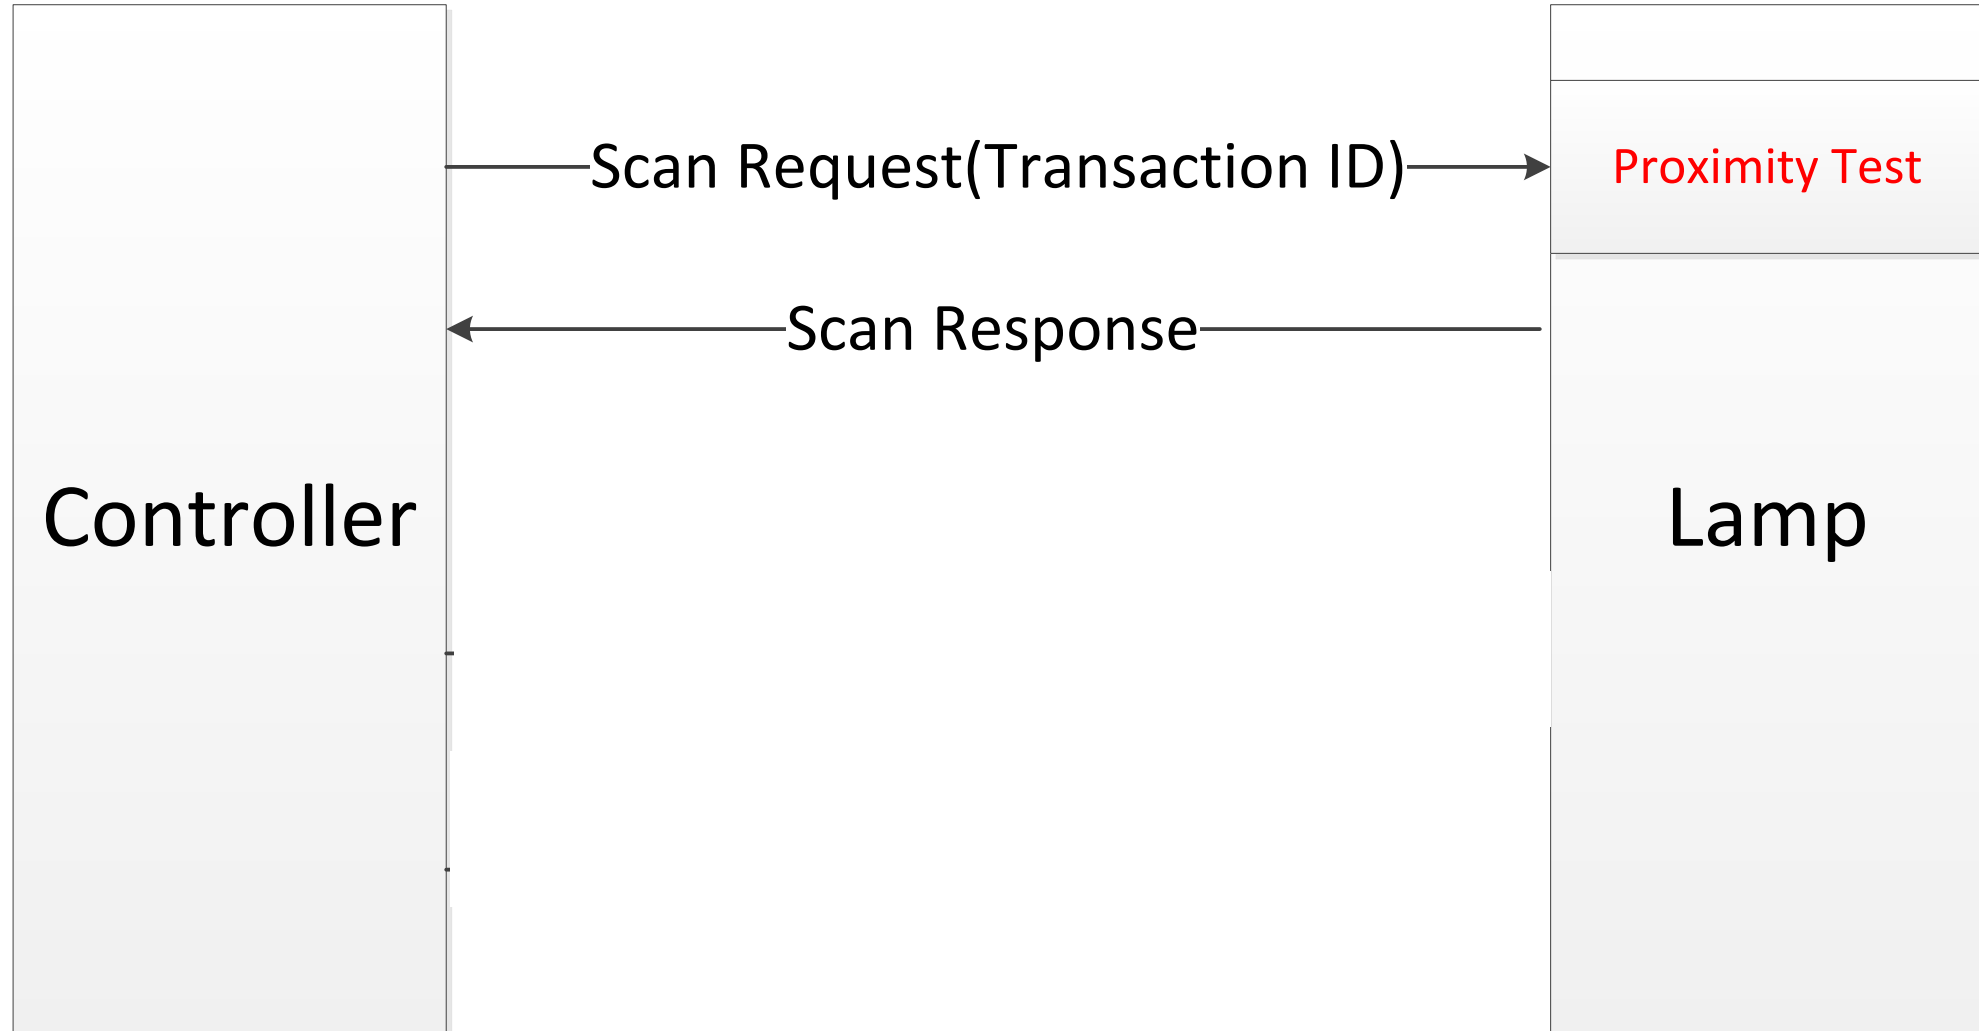 Scan Request(Transaction ID)
Proximity Test
Scan Response
Controller
Lamp